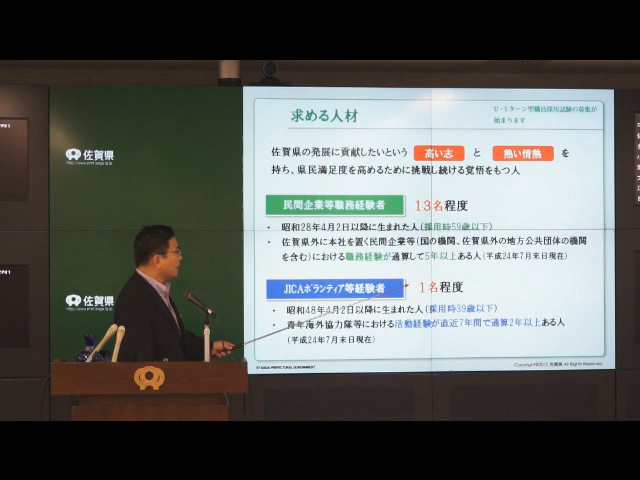 佐賀県
佐賀県
求める人材
U・Iターン型職員採用試験の募集が
始まります
佐賀県の発展に貢献したいという 高い志 と 熱い情熱 を
持ち、県民満足度を高めるために挑戦し続ける覚悟をもつ人
民間企業等職務経験者 13名程度
・ 昭和28年4月2日以降に生まれた人(採用時59歳以下)
・ 佐賀県外に本社を置く民間企業等(国の機関、佐賀県外の地方公共団体の機関
を含む)における職務経験が通算して5年以上ある人(平成24年7月末日現在)
JICAボランティア等経験者 1名程度
・ 昭和48年4月2日以降に生まれた人(採用時39歳以下)
・ 青年海外協力隊等における活動経験が直近7年間で通算2年以上ある人
(平成24年7月末日現在)
SAGA PREFECTURAL GOVERNMENT
Copyright©2012 佐賀県 All Rights Reserved.